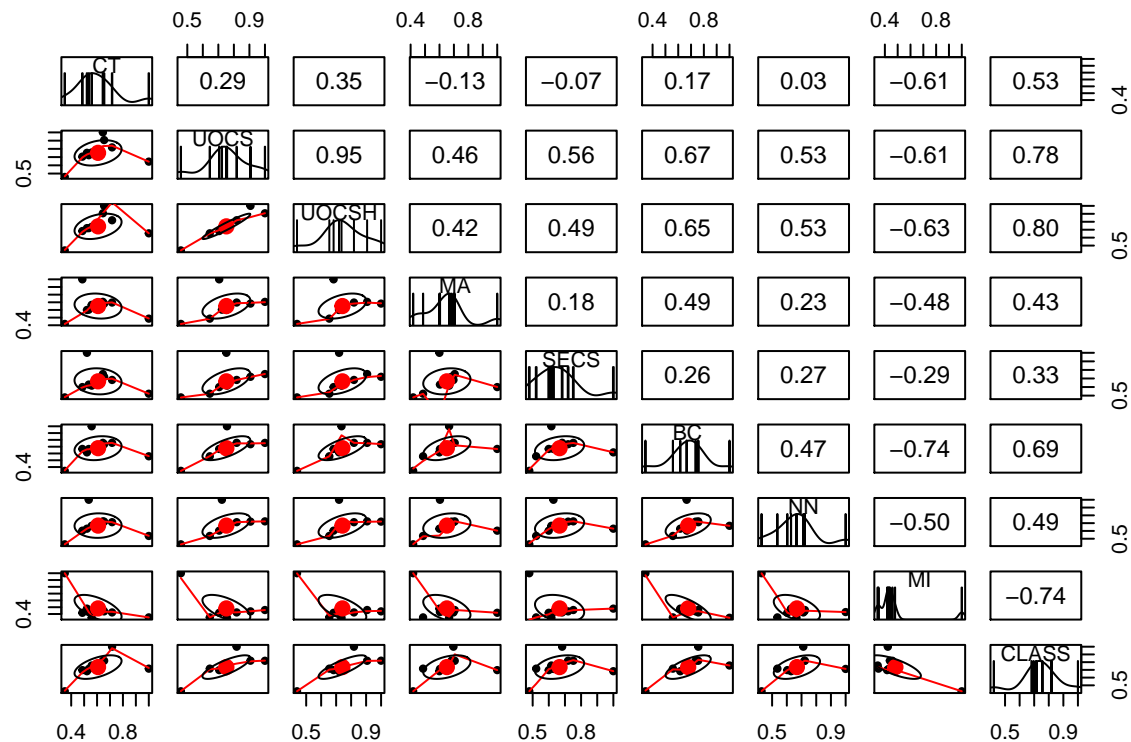 0.5 0.9 0.4 0.8 0.4 0.8 0.4 0.8
CT 0.29 0.35 −0.13 −0.07 0.17 0.03 −0.61 0.53 0.4
0.5 UOCS 0.95 0.46 0.56 0.67 0.53 −0.61 0.78
UOCSH 0.42 0.49 0.65 0.53 −0.63 0.80 0.5
0.4 MA 0.18 0.49 0.23 −0.48 0.43
SECS 0.26 0.27 −0.29 0.33 0.5
0.4 BC 0.47 −0.74 0.69
NN −0.50 0.49 0.5
0.4 MI −0.74
CLASS 0.5
0.4 0.8 0.5 0.9 0.5 0.8 0.5 0.8 0.5 0.9